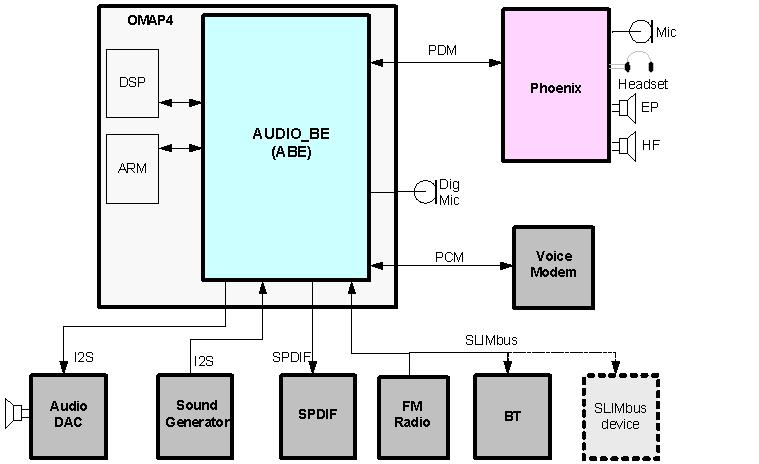 OMAP4
DSP
ARM
AUDIO_BE
(ABE)
PDM
Phoenix
Mic
Headset
EP
HF
Dig
Mic
PCM
Voice
Modem
I2S
I2S
SPDIF
SLIMbus
Audio
DAC
Sound
Generator
SPDIF
FM
Radio
BT
SLIMbus
device